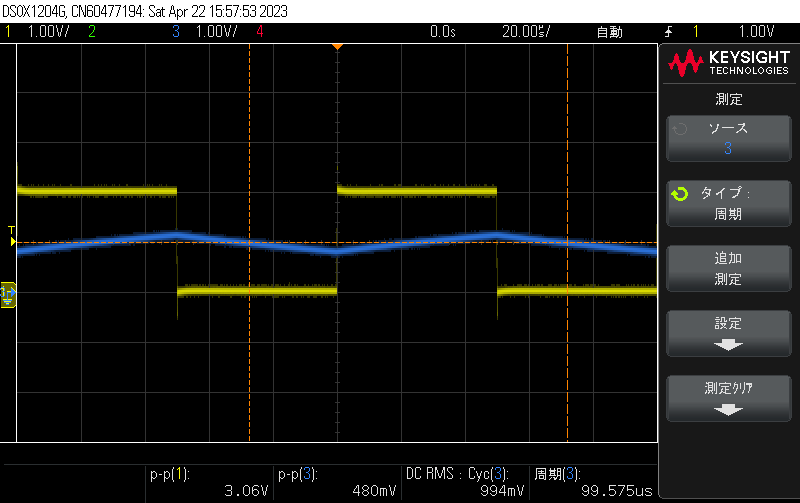 DSOX1204G, CN60477194: Sat Apr 22 15:57:53 2023
1 1.00V/ 2 3 1.00V/ 4 0.0s 20.00us/ 自動 1 1.00V
KEYSIGHT
TECHNOLOGIES
測定
ソース
3
タイプ :
周期
追加
測定
設定
測定クリア
T
p-p(1):
3.06V
p-p(3):
480mV
DC RMS : Cyc(3):
994mV
周期(3):
99.575us